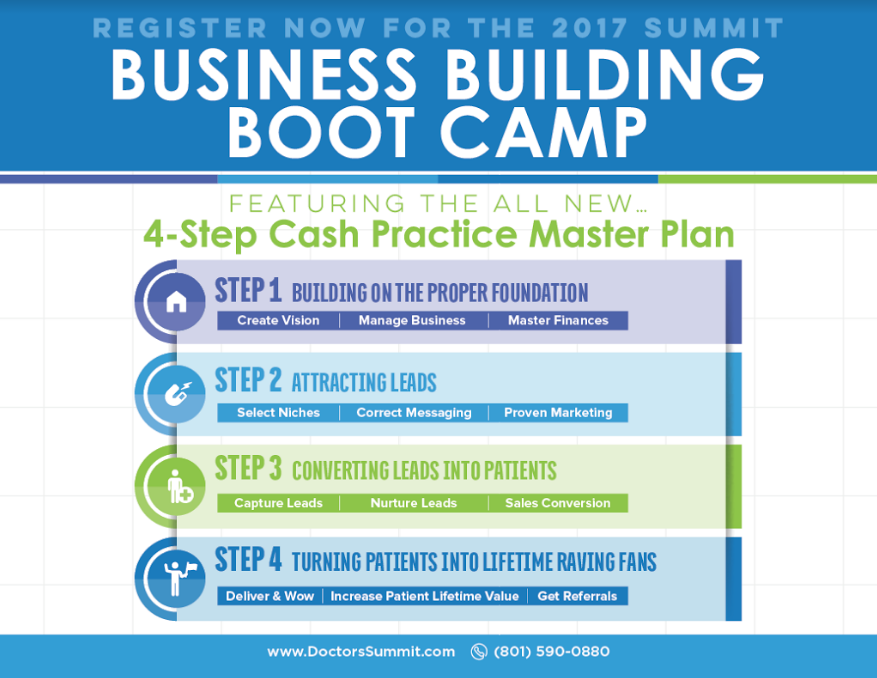 REGISTER NOW FOR THE 2017 SUMMIT
BUSINESS BUILDING
BOOT CAMP
FEATURING THE ALL NEW...
4-Step Cash Practice Master Plan
STEP 1 BUILDING ON THE PROPER FOUNDATION
Create Vision | Manage Business | Master Finances
STEP 2 ATTRACTING LEADS
Select Niches | Correct Messaging | Proven Marketing
STEP 3 CONVERTING LEADS INTO PATIENTS
Capture Leads | Nurture Leads | Sales Conversion
STEP 4 TURNING PATIENTS INTO LIFETIME RAVING FANS
Deliver & Wow | Increase Patient Lifetime Value | Get Referrals
www.DoctorsSummit.com (801) 590-0880